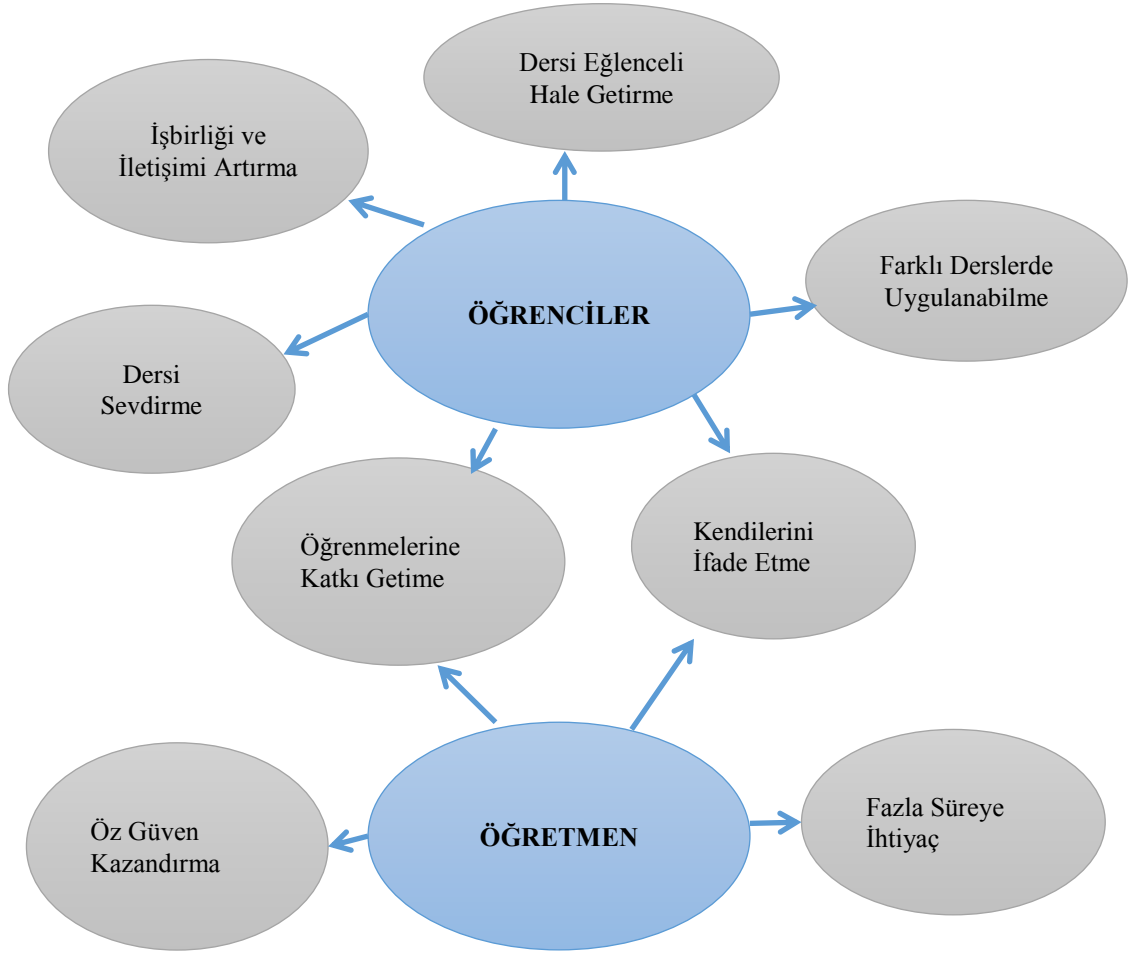 Dersi Eğlenceli
Hale Getirme
İşbirliği ve
İletişimi Artırma
Farklı Derslerde
Uygulanabilme
ÖĞRENCİLER
Dersi
Sevdirme
Öğrenmelerine
Katkı Getime
Kendilerini
İfade Etme
Öz Güven
Kazandırma
ÖĞRETMEN
Fazla Süreye
İhtiyaç